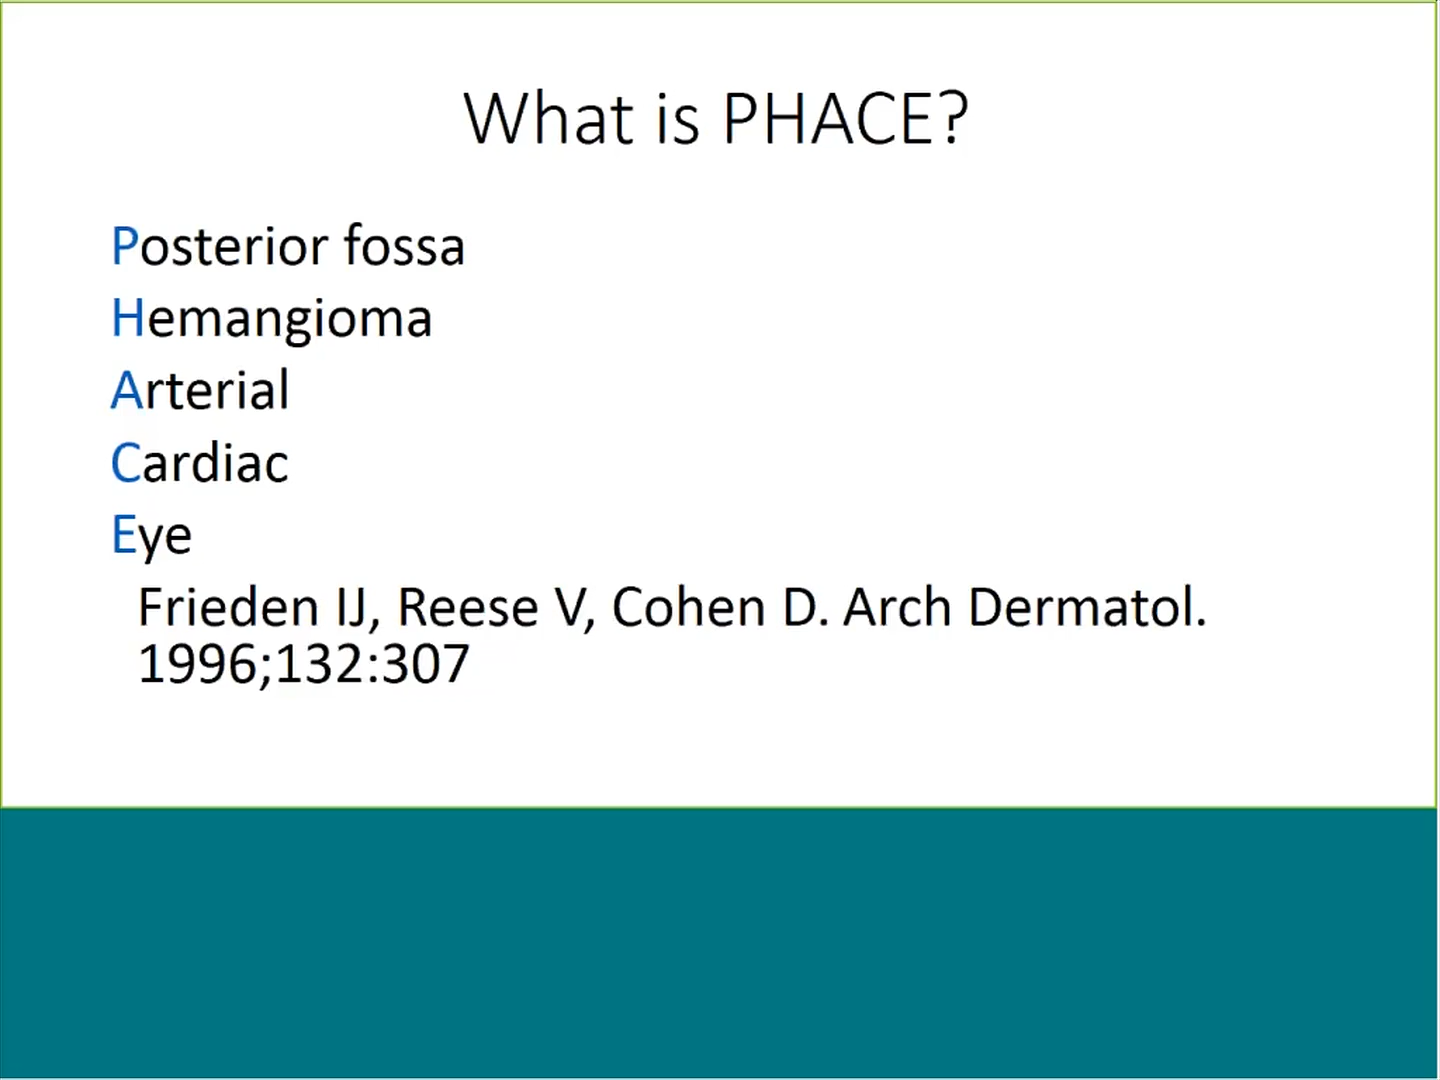 What is PHACE?
Posterior fossa
Hemangioma
Arterial
Cardiac
Eye
Frieden IJ, Reese V, Cohen D. Arch Dermatol.
1996;132:307